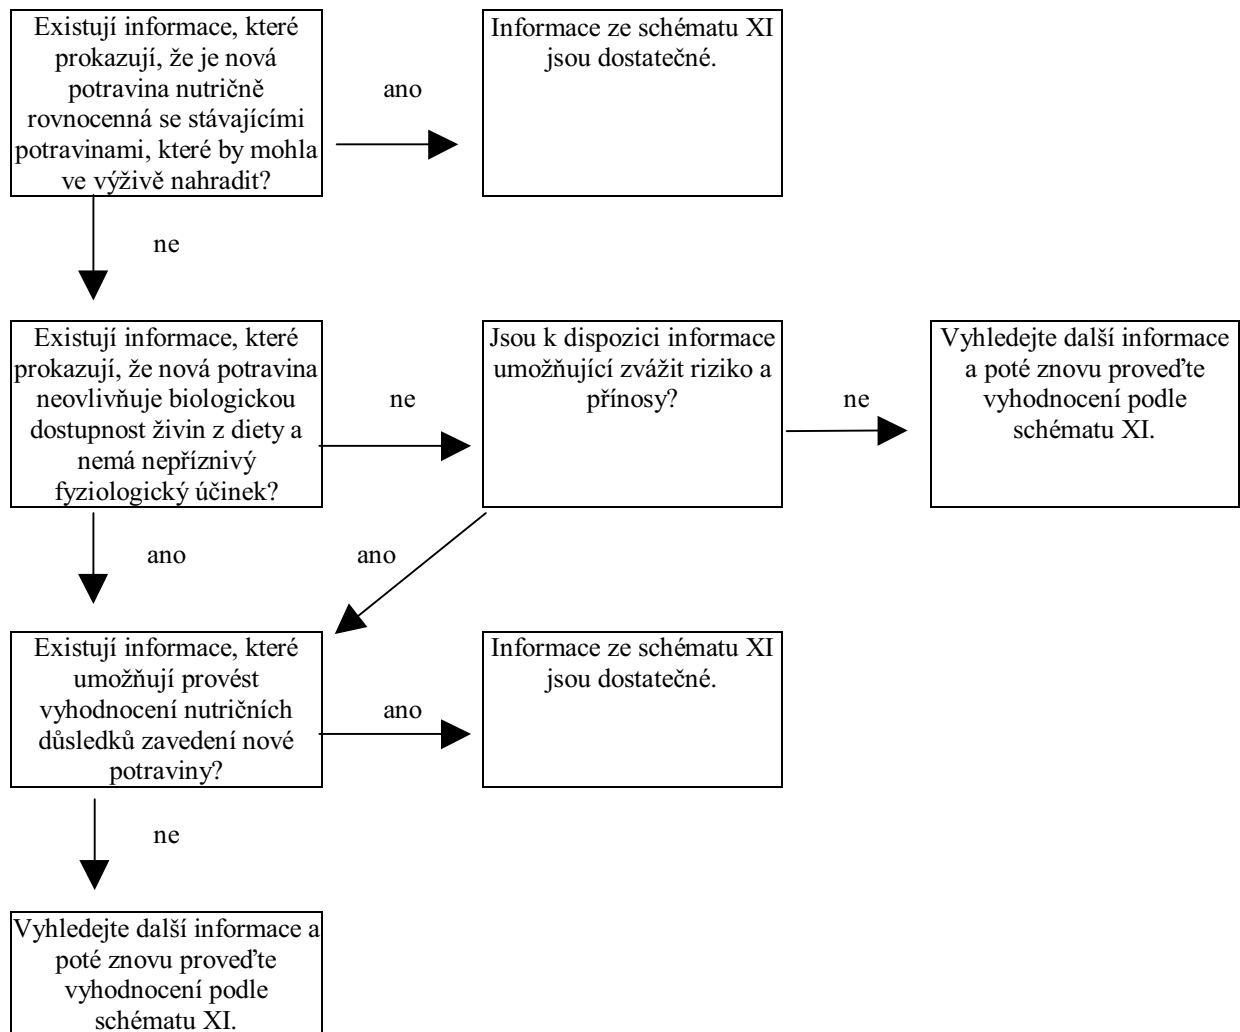 Existují informace, které
prokazují, že je nová
potravina nutričně
rovnocenná se stávajícími
potravinami, které by mohla
ve výživě nahradit?
ano
Informace ze schématu XI
jsou dostatečné.
ne
Existují informace, které
prokazují, že nová potravina
neovlivňuje biologickou
dostupnost živin z diety a
nemá nepříznivý
fyziologický účinek?
ne
Jsou k dispozici informace
umožňující zvážit riziko a
přínosy?
ne
Vyhledejte další informace
a poté znovu proveďte
vyhodnocení podle
schématu XI.
ano
ano
Existují informace, které
umožňují provést
vyhodnocení nutričních
důsledků zavedení nové
potraviny?
ano
Informace ze schématu XI
jsou dostatečné.
ne
Vyhledejte další informace a
poté znovu proveďte
vyhodnocení podle
schématu XI.